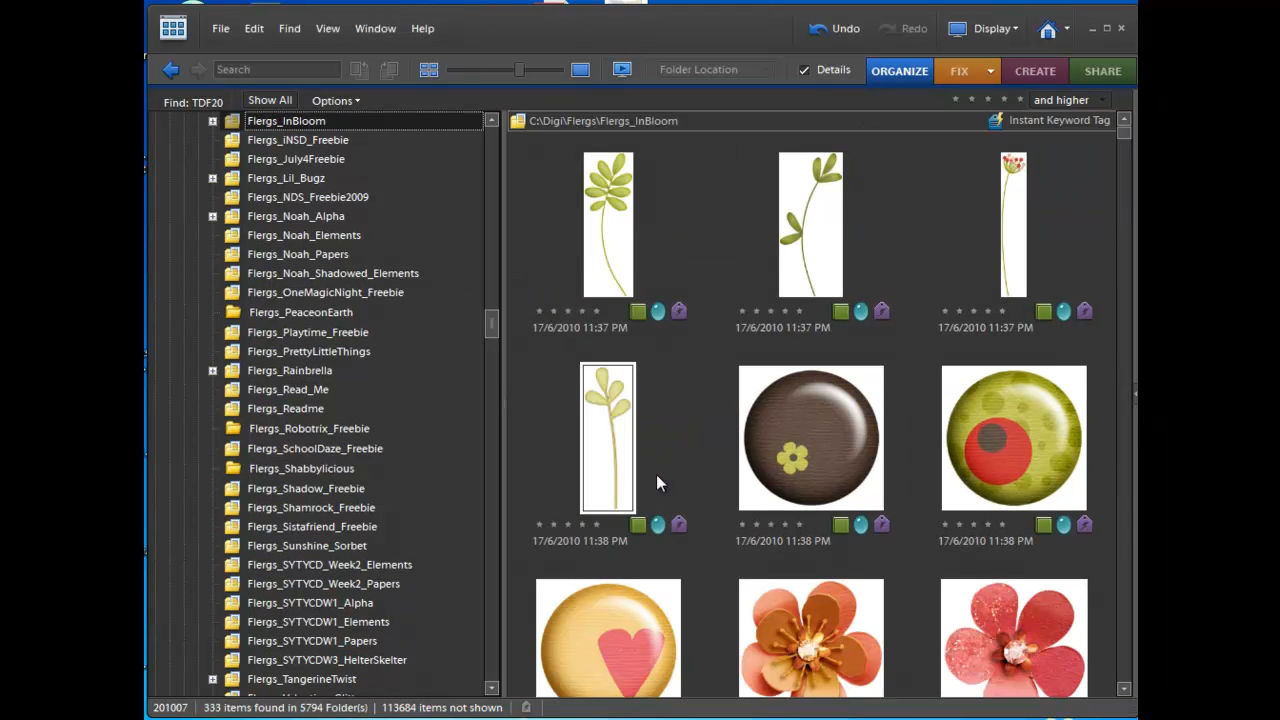 File Edit Find View Window Help Undo Redo Display
Search Folder Location Details ORGANIZE FIX CREATE SHARE
Find: TDF20 Show All Options and higher
Flergs_InBloom
Flergs_iNSD_Freebie
Flergs_July4Freebie
Flergs_Lil_Bugz
Flergs_NDS_Freebie2009
Flergs_Noah_Alpha
Flergs_Noah_Elements
Flergs_Noah_Papers
Flergs_Noah_Shadowed_Elements
Flergs_OneMagicNight_Freebie
Flergs_PeaceonEarth
Flergs_Playtime_Freebie
Flergs_PrettyLittleThings
Flergs_Rainbrella
Flergs_Read_Me
Flergs_Readme
Flergs_Robotrix_Freebie
Flergs_SchoolDaze_Freebie
Flergs_Shabbylicious
Flergs_Shadow_Freebie
Flergs_Shamrock_Freebie
Flergs_Sistafriend_Freebie
Flergs_Sunshine_Sorbet
Flergs_SYTYCD_Week2_Elements
Flergs_SYTYCD_Week2_Papers
Flergs_SYTYCDW1_Alpha
Flergs_SYTYCDW1_Elements
Flergs_SYTYCDW1_Papers
Flergs_SYTYCDW3_HelterSkelter
Flergs_TangerineTwist
C:\Digi\Flergs\Flergs_InBloom Instant Keyword Tag
17/6/2010 11:37 PM 17/6/2010 11:37 PM 17/6/2010 11:37 PM
17/6/2010 11:38 PM 17/6/2010 11:38 PM 17/6/2010 11:38 PM
201007 333 items found in 5794 Folder(s) 113684 items not shown